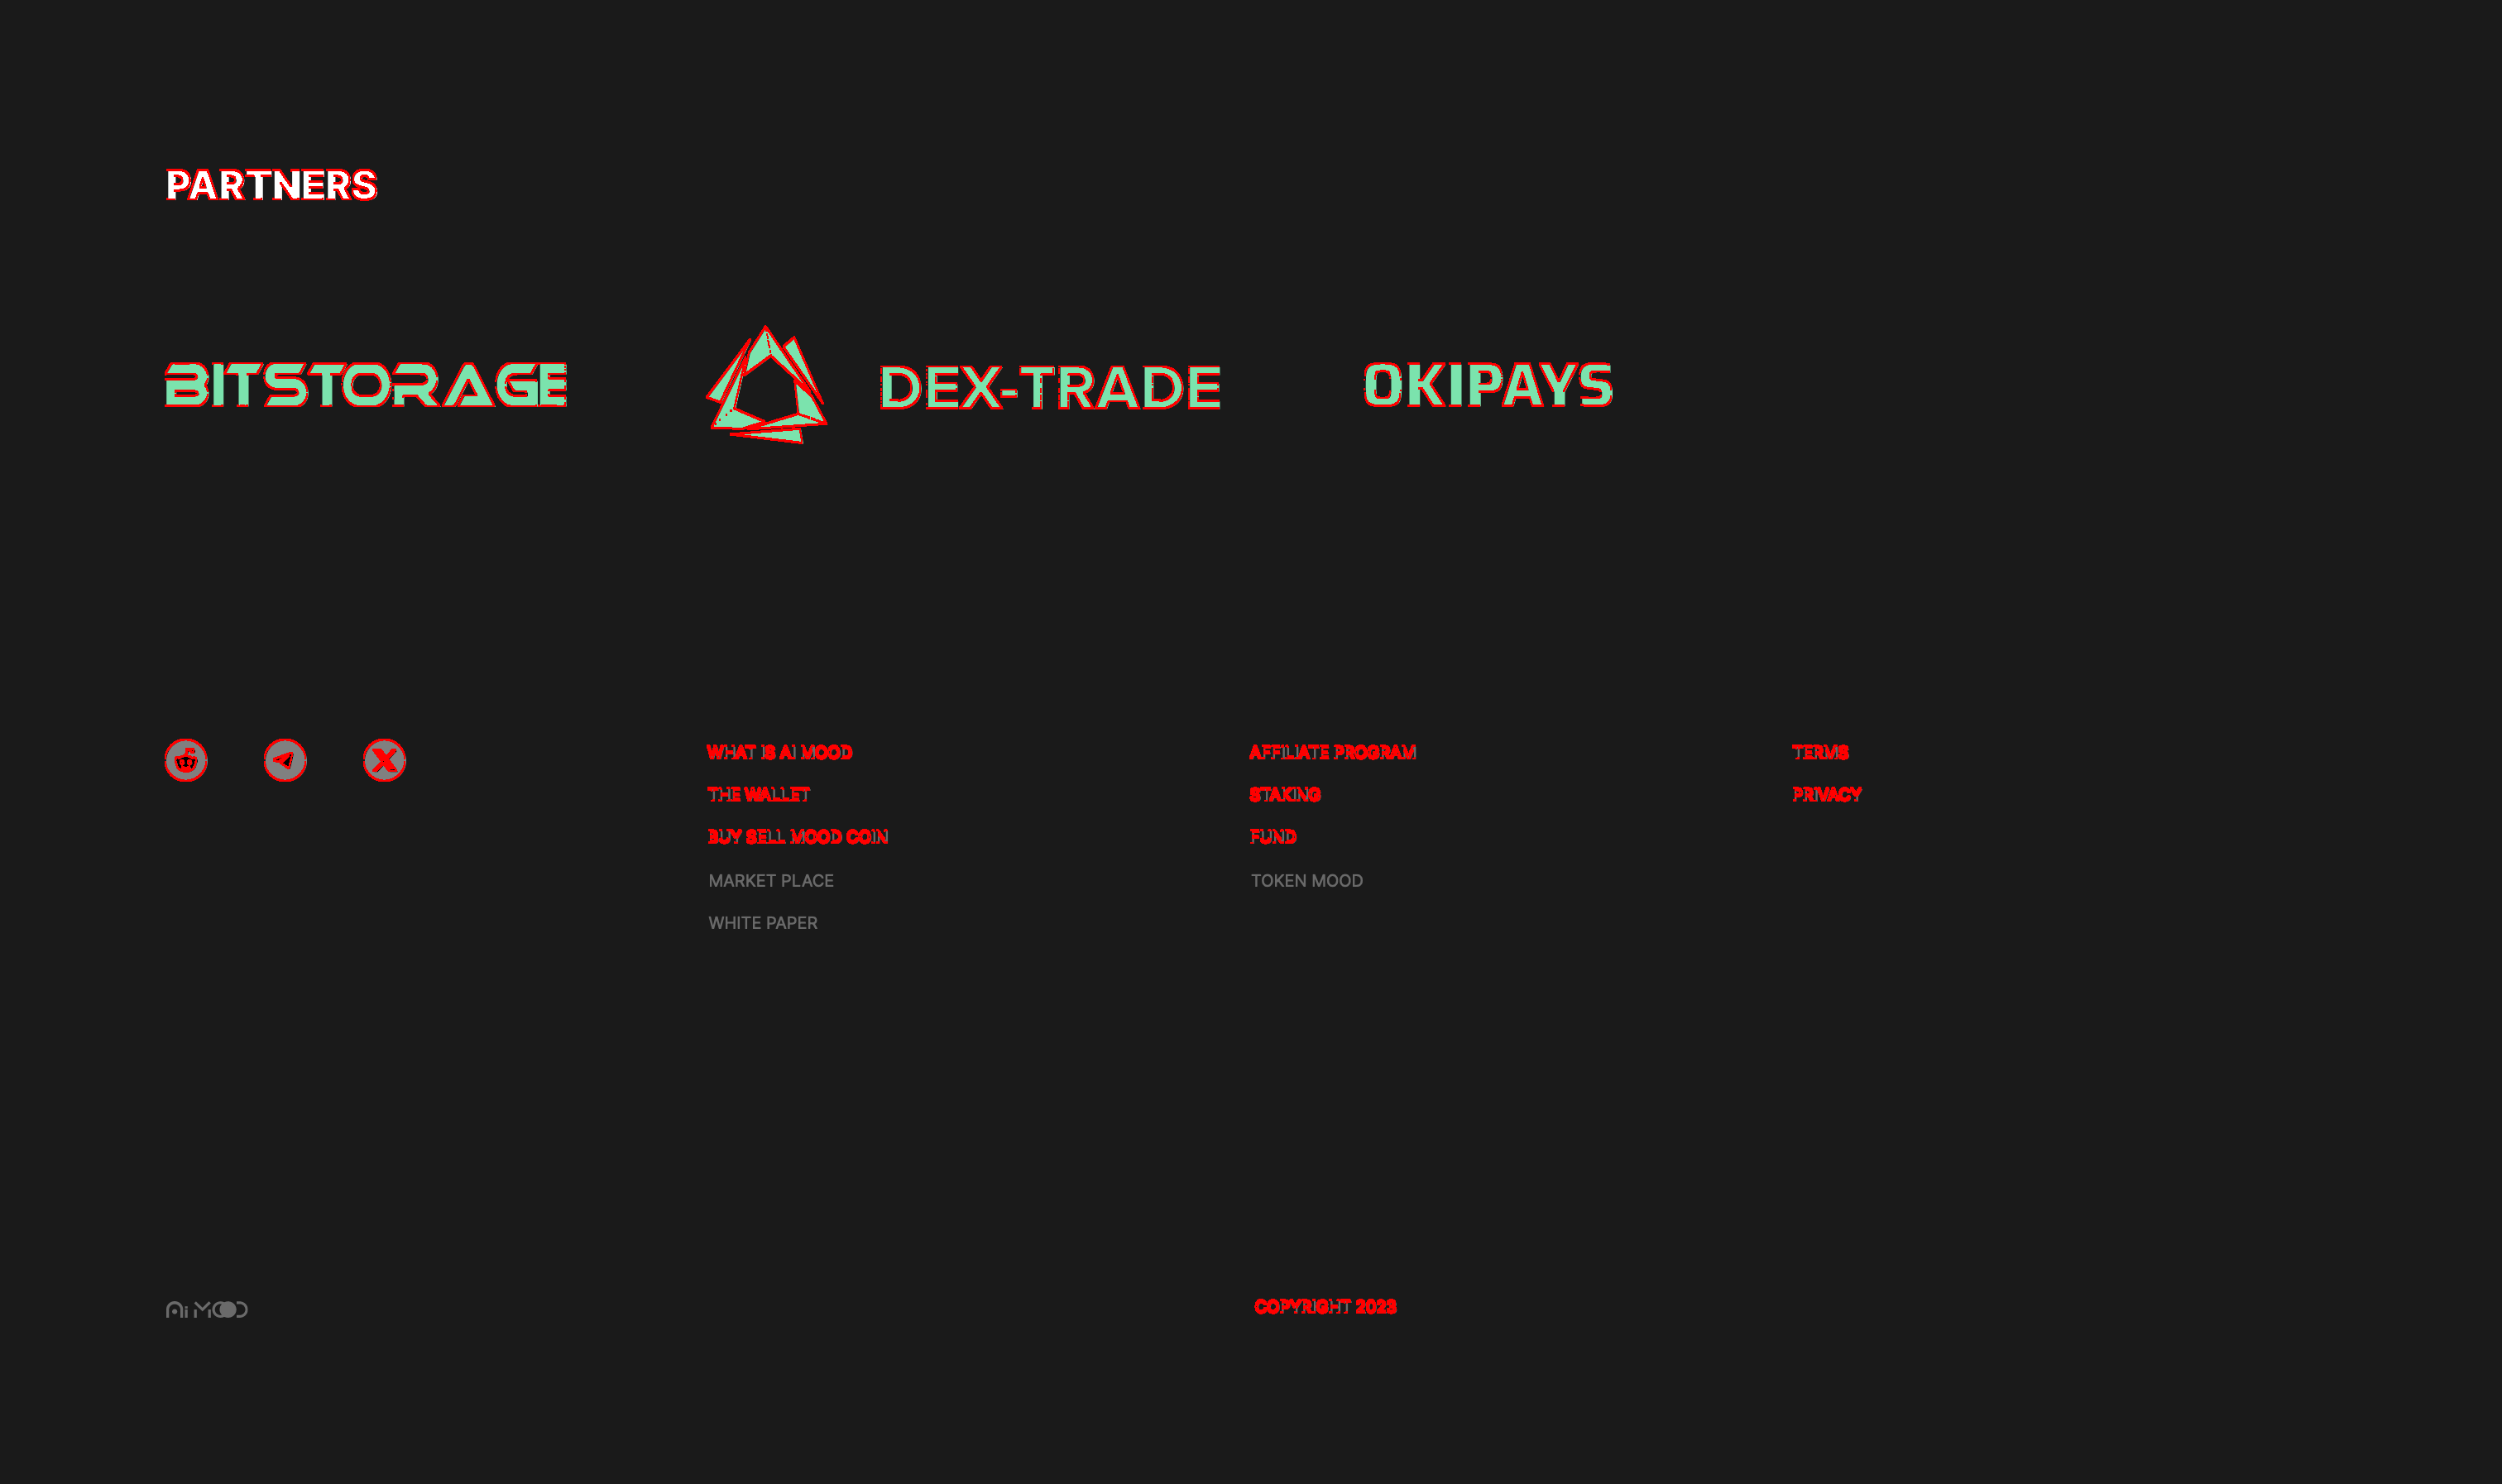 PARTNERS
BITSTORAGE
DEX-TRADE
OKIPAYS
WHAT IS AI MOOD
THE WALLET
BUY SELL MOOD COIN
MARKET PLACE
WHITE PAPER
AFFILIATE PROGRAM
STAKING
FUND
TOKEN MOOD
TERMS
PRIVACY
Ai MOOD
COPYRIGHT 2023